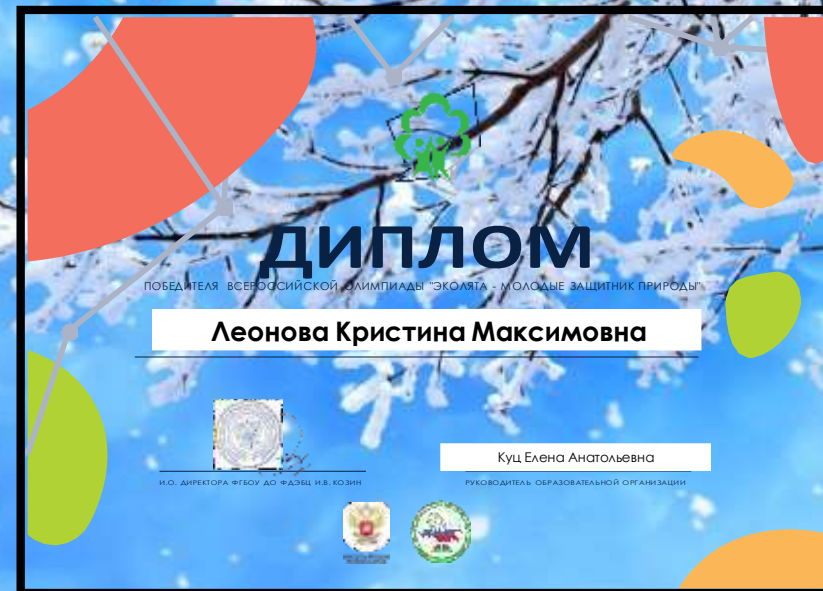 ДИПЛОМ
ПОБЕДИТЕЛЯ ВСЕРОССИЙСКОЙ ОЛИМПИАДЫ "ЭКОЛЯТА - МОЛОДЫЕ ЗАЩИТНИК ПРИРОДЫ"
Леонова Кристина Максимовна
Куц Елена Анатольевна
И.О. ДИРЕКТОРА ФГБОУ ДО ФДЭБЦ И.В. КОЗИН
РУКОВОДИТЕЛЬ ОБРАЗОВАТЕЛЬНОЙ ОРГАНИЗАЦИИ